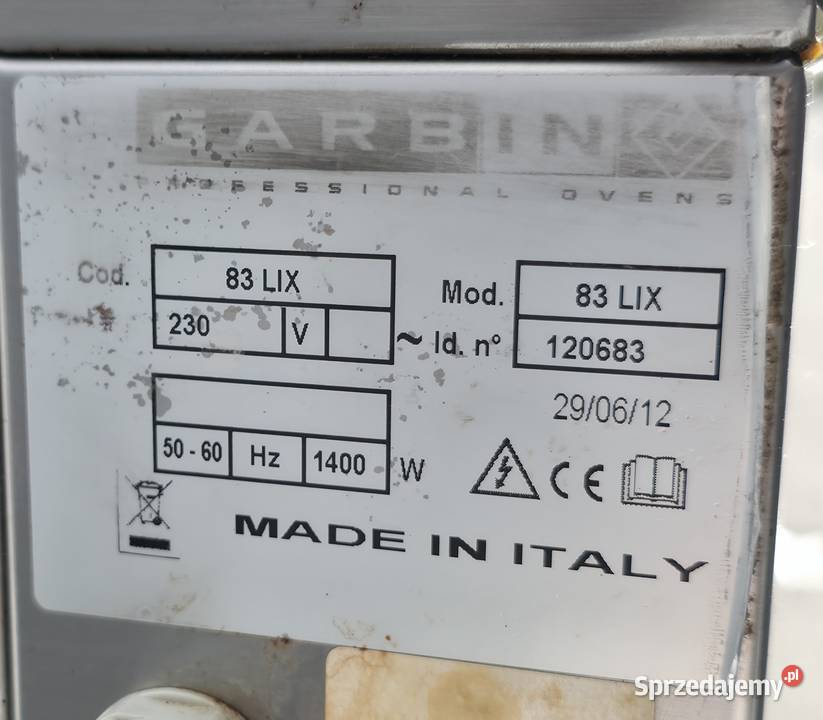 GARBIN
PROFESSIONAL OVENS
Cod. 83 LIX Mod. 83 LIX
230 V ~ Id. n° 120683
29/06/12
50 - 60 Hz 1400 W
CE
MADE IN ITALY
Sprzedajemy.pl